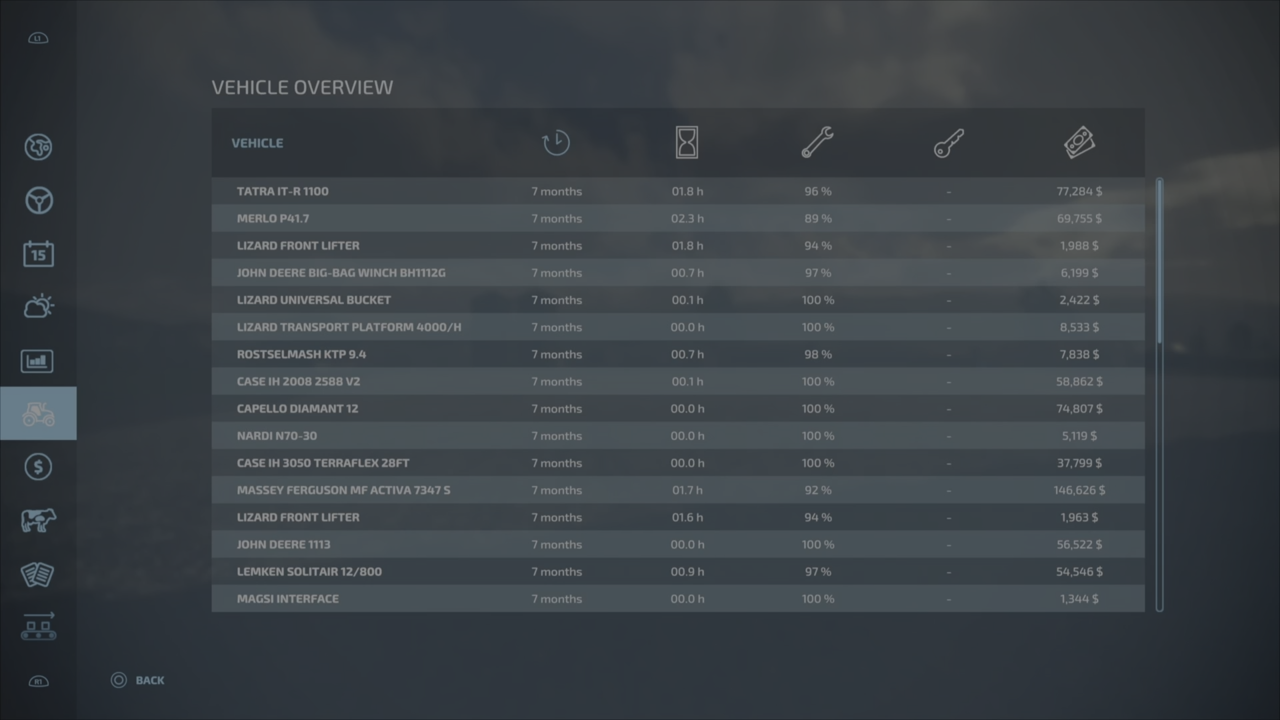 L1
VEHICLE OVERVIEW
VEHICLE
TATRA IT-R 1100 7 months 01.8 h 96 % - 77,284 $
MERLO P41.7 7 months 02.3 h 89 % - 69,755 $
15
LIZARD FRONT LIFTER 7 months 01.8 h 94 % - 1,988 $
JOHN DEERE BIG-BAG WINCH BH1112G 7 months 00.7 h 97 % - 6,199 $
LIZARD UNIVERSAL BUCKET 7 months 00.1 h 100 % - 2,422 $
LIZARD TRANSPORT PLATFORM 4000/H 7 months 00.0 h 100 % - 8,533 $
ROSTSELMASH KTP 9.4 7 months 00.7 h 98 % - 7,838 $
CASE IH 2008 2588 V2 7 months 00.1 h 100 % - 58,862 $
CAPELLO DIAMANT 12 7 months 00.0 h 100 % - 74,807 $
NARDI N70-30 7 months 00.0 h 100 % - 5,119 $
CASE IH 3050 TERRAFLEX 28FT 7 months 00.0 h 100 % - 37,799 $
$
MASSEY FERGUSON MF ACTIVA 7347 S 7 months 01.7 h 92 % - 146,626 $
LIZARD FRONT LIFTER 7 months 01.6 h 94 % - 1,963 $
JOHN DEERE 1113 7 months 00.0 h 100 % - 56,522 $
LEMKEN SOLITAIR 12/800 7 months 00.9 h 97 % - 54,546 $
MAGSI INTERFACE 7 months 00.0 h 100 % - 1,344 $
R1
BACK